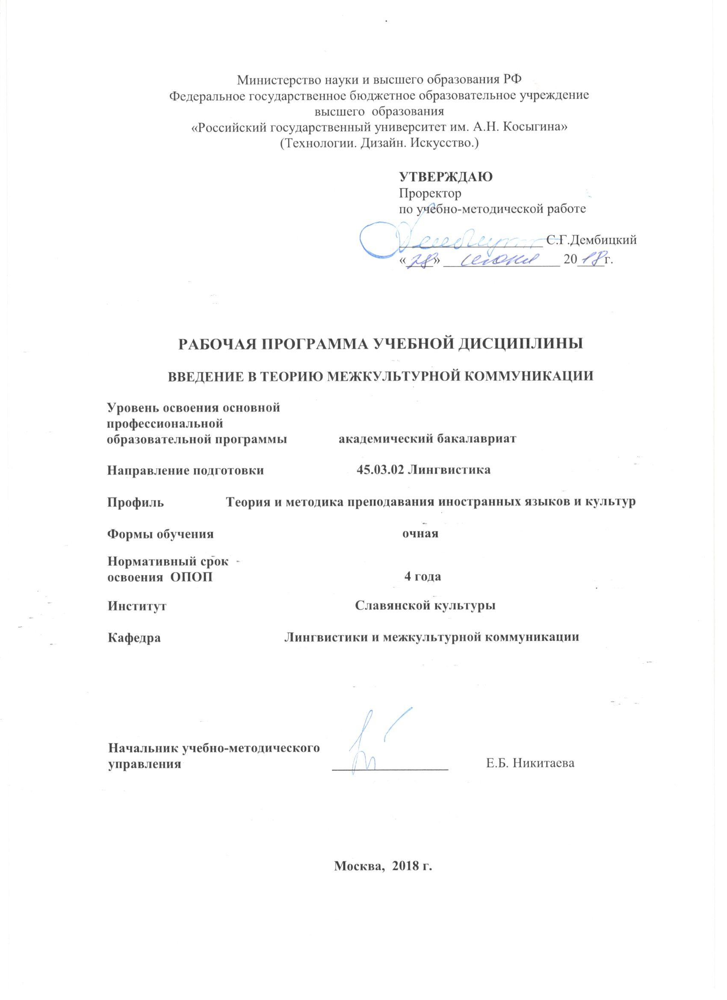 Министерство науки и высшего образования РФ
Федеральное государственное бюджетное образовательное учреждение
высшего образования
«Российский государственный университет им. А.Н. Косыгина»
(Технологии. Дизайн. Искусство.)
УТВЕРЖДАЮ
Проректор
по учебно-методической работе
С.Г.Дембицкий
«28» июня 2018г.
РАБОЧАЯ ПРОГРАММА УЧЕБНОЙ ДИСЦИПЛИНЫ
ВВЕДЕНИЕ В ТЕОРИЮ МЕЖКУЛЬТУРНОЙ КОММУНИКАЦИИ
Уровень освоения основной
профессиональной
образовательной программы академический бакалавриат
Направление подготовки 45.03.02 Лингвистика
Профиль Теория и методика преподавания иностранных языков и культур
Формы обучения очная
Нормативный срок
освоения ОПОП 4 года
Институт Славянской культуры
Кафедра Лингвистики и межкультурной коммуникации
Начальник учебно-методического
управления Е.Б. Никитаева
Москва, 2018 г.